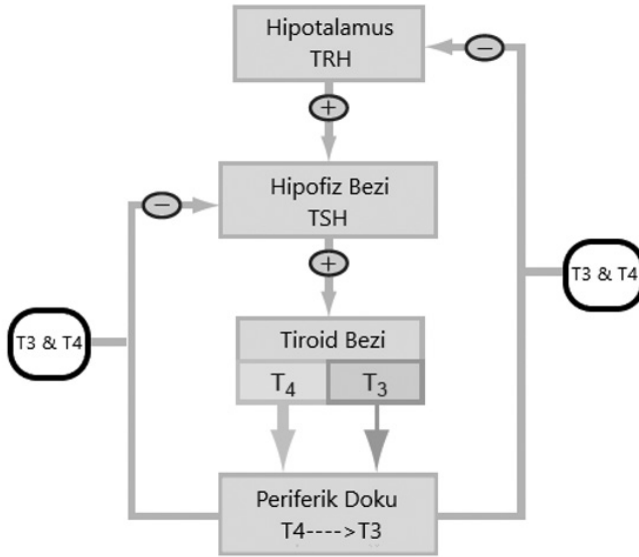 Hipotalamus
TRH
−
+
Hipofiz Bezi
TSH
−
+
T3 & T4
T3 & T4
Tiroid Bezi
T4
T3
Periferik Doku
T4---->T3